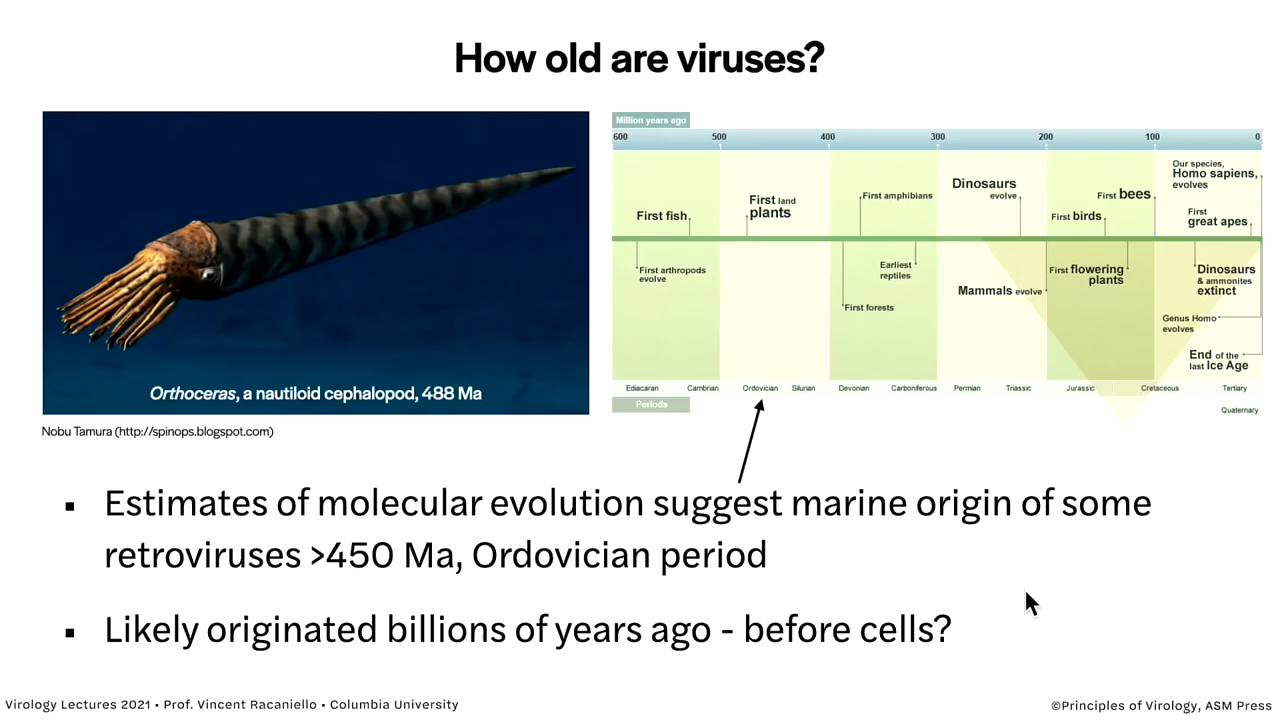 How old are viruses?
Orthoceras, a nautiloid cephalopod, 488 Ma
Nobu Tamura (http://spinops.blogspot.com)
Million years ago
600 500 400 300 200 100 0
Our species,
Homo sapiens,
evolves
Dinosaurs
evolve
First amphibians
First bees
First land
plants
First fish
First birds
First
great apes
First arthropods
evolve
Earliest
reptiles
First flowering
plants
Dinosaurs
& ammonites
extinct
Mammals evolve
First forests
Genus Homo
evolves
End of the
last Ice Age
Ediacaran Cambrian Ordovician Silurian Devonian Carboniferous Permian Triassic Jurassic Cretaceous Tertiary
Periods
Quaternary
▪ Estimates of molecular evolution suggest marine origin of some
retroviruses >450 Ma, Ordovician period
▪ Likely originated billions of years ago - before cells?
Virology Lectures 2021 • Prof. Vincent Racaniello • Columbia University
©Principles of Virology, ASM Press